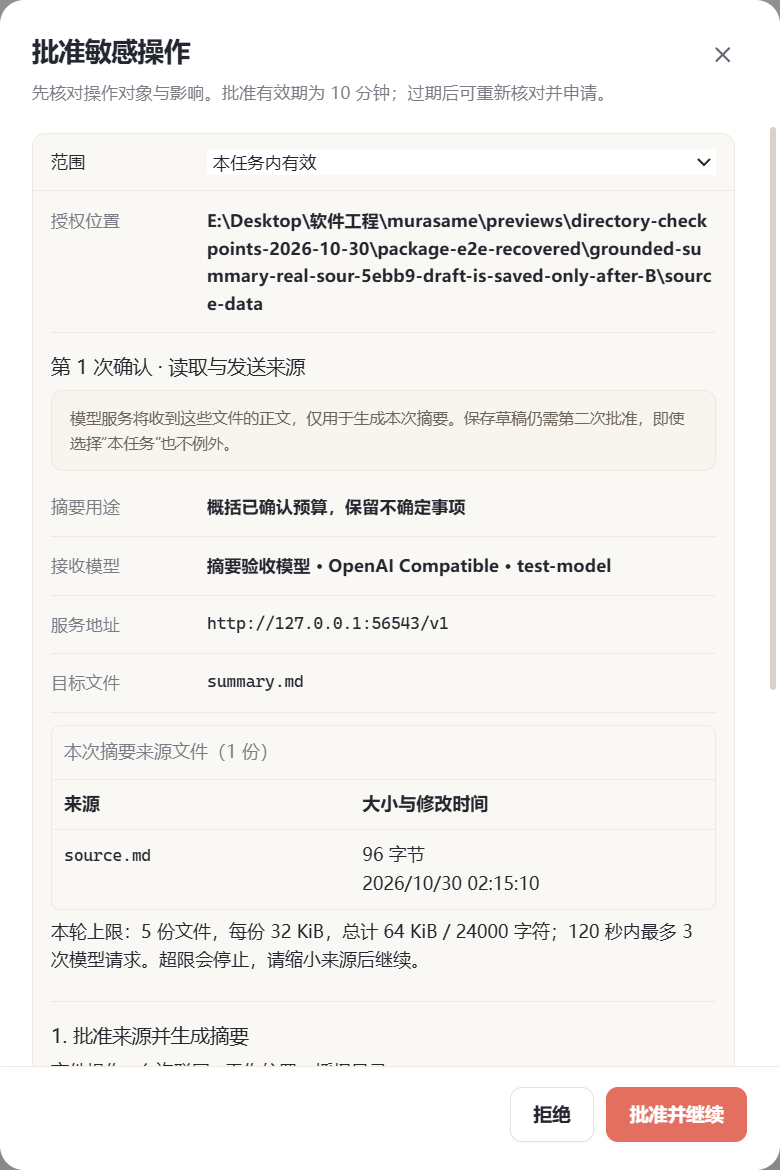 批准敏感操作
先核对操作对象与影响。批准有效期为 10 分钟；过期后可重新核对并申请。
范围
本任务内有效
授权位置
E:\Desktop\软件工程\murasame\previews\directory-check
points-2026-10-30\package-e2e-recovered\grounded-su
mmary-real-sour-5ebb9-draft-is-saved-only-after-B\sourc
e-data
第 1 次确认 · 读取与发送来源
模型服务将收到这些文件的正文，仅用于生成本次摘要。保存草稿仍需第二次批准，即使
选择“本任务”也不例外。
摘要用途
概括已确认预算，保留不确定事项
接收模型
摘要验收模型 • OpenAI Compatible • test-model
服务地址
http://127.0.0.1:56543/v1
目标文件
summary.md
本次摘要来源文件（1 份）
来源
大小与修改时间
source.md
96 字节
2026/10/30 02:15:10
本轮上限：5 份文件，每份 32 KiB，总计 64 KiB / 24000 字符；120 秒内最多 3
次模型请求。超限会停止，请缩小来源后继续。
1. 批准来源并生成摘要
拒绝
批准并继续